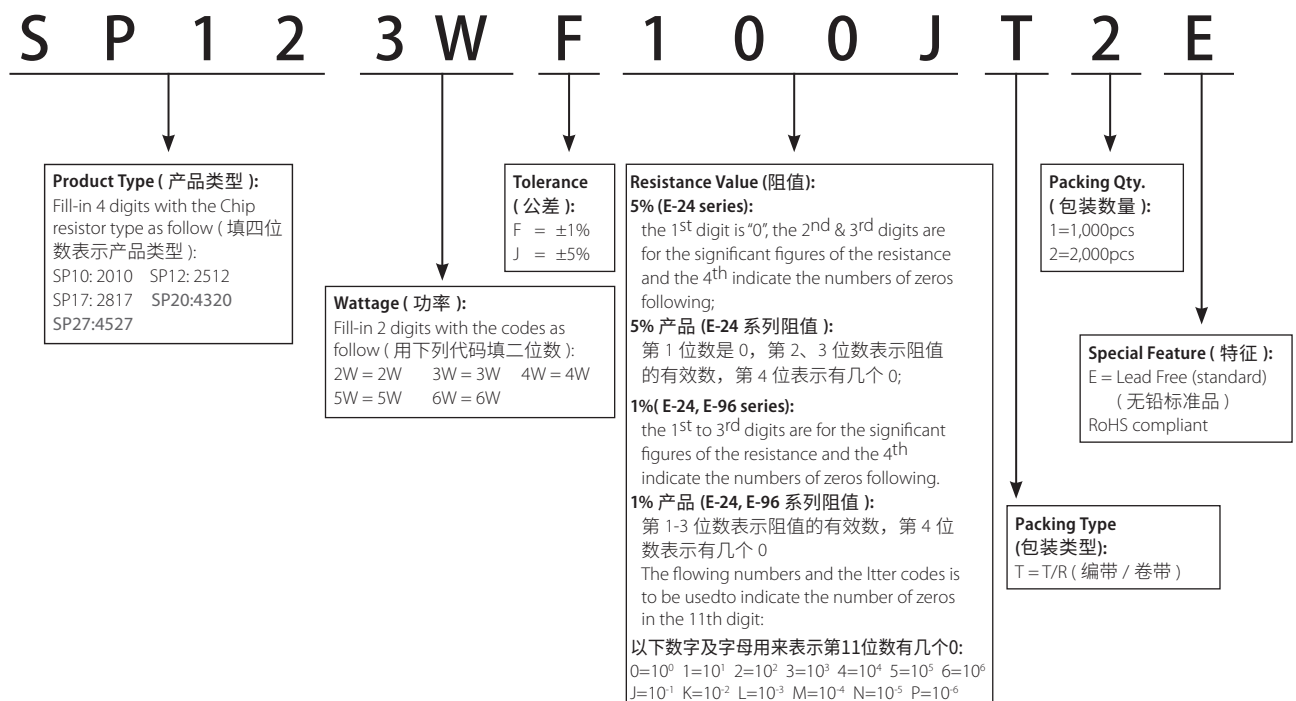 S P 1 2 3 W F 1 0 0 J T 2 E
Product Type ( 产品类型 ):
Fill-in 4 digits with the Chip
resistor type as follow ( 填四位
数表示产品类型 ):
SP10: 2010 SP12: 2512
SP17: 2817 SP20:4320
SP27:4527
Wattage ( 功率 ):
Fill-in 2 digits with the codes as
follow ( 用下列代码填二位数 ):
2W = 2W 3W = 3W 4W = 4W
5W = 5W 6W = 6W
Tolerance
( 公差 ):
F = ±1%
J = ±5%
Resistance Value (阻值):
5% (E-24 series):
the 1st digit is “0”, the 2nd & 3rd digits are
for the significant figures of the resistance
and the 4th indicate the numbers of zeros
following;
5% 产品 (E-24 系列阻值 ):
第 1 位数是 0，第 2、3 位数表示阻值
的有效数，第 4 位表示有几个 0;
1%( E-24, E-96 series):
the 1st to 3rd digits are for the significant
figures of the resistance and the 4th
indicate the numbers of zeros following.
1% 产品 (E-24, E-96 系列阻值 ):
第 1-3 位数表示阻值的有效数，第 4 位
数表示有几个 0
The flowing numbers and the ltter codes is
to be usedto indicate the number of zeros
in the 11th digit:
以下数字及字母用来表示第11位数有几个0:
0=10⁰ 1=10¹ 2=10² 3=10³ 4=10⁴ 5=10⁵ 6=10⁶
J=10⁻¹ K=10⁻² L=10⁻³ M=10⁻⁴ N=10⁻⁵ P=10⁻⁶
Packing Type
(包装类型):
T = T/R ( 编带 / 卷带 )
Packing Qty.
( 包装数量 ):
1=1,000pcs
2=2,000pcs
Special Feature ( 特征 ):
E = Lead Free (standard)
( 无铅标准品 )
RoHS compliant